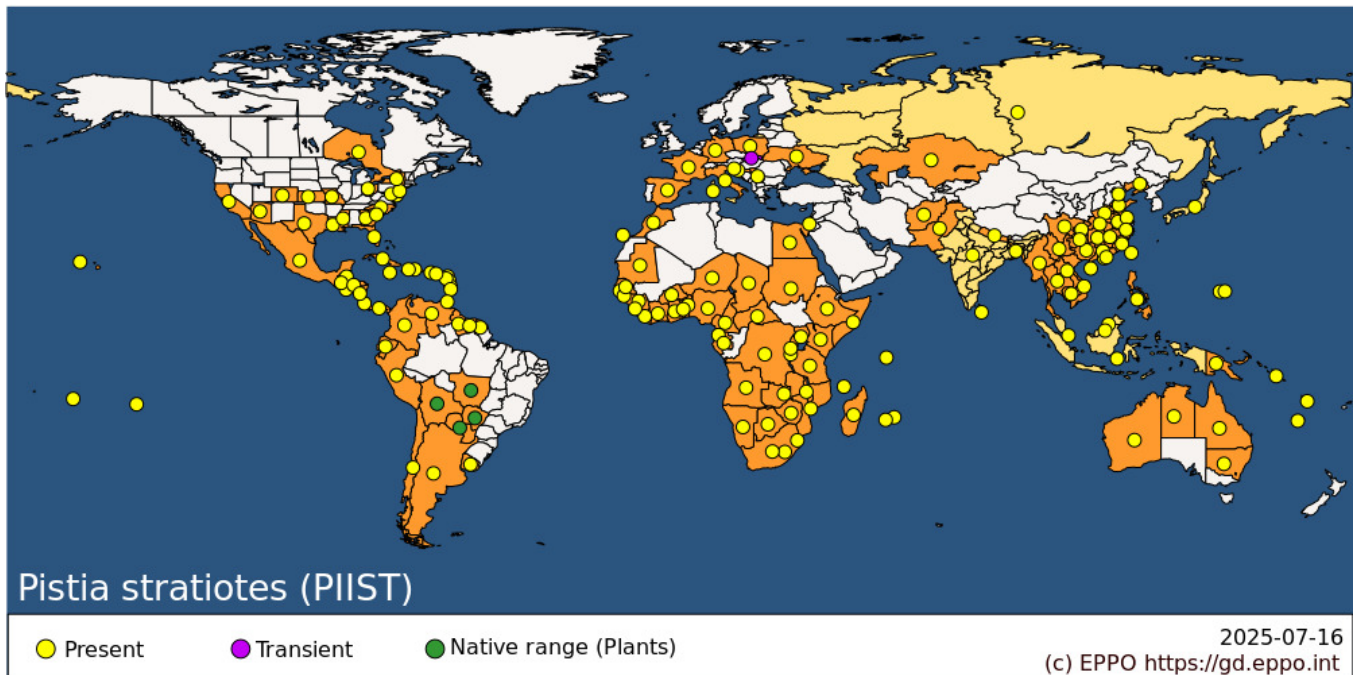 Pistia stratiotes (PIIST)
Present
Transient
Native range (Plants)
2025-07-16
(c) EPPO https://gd.eppo.int